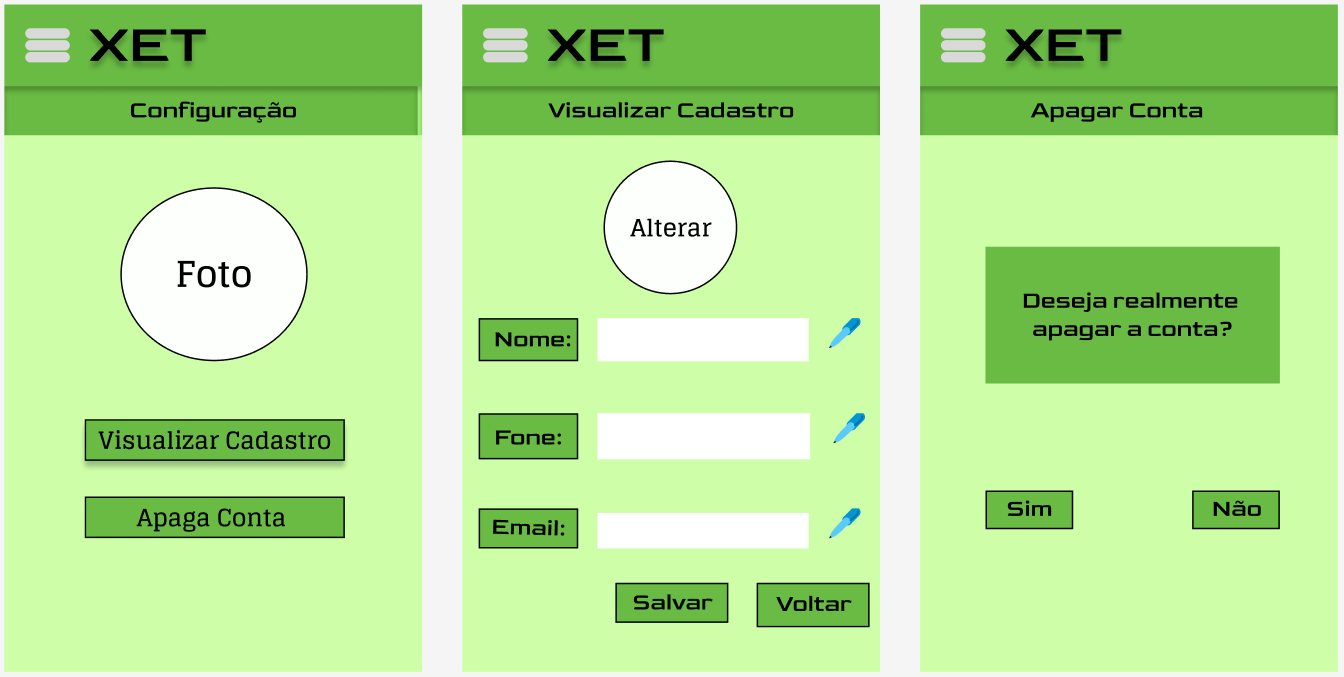 XET
Configuração
Foto
Visualizar Cadastro
Apaga Conta
XET
Visualizar Cadastro
Alterar
Nome:
Fone:
Email:
Salvar
Voltar
XET
Apagar Conta
Deseja realmente
apagar a conta?
Sim
Não